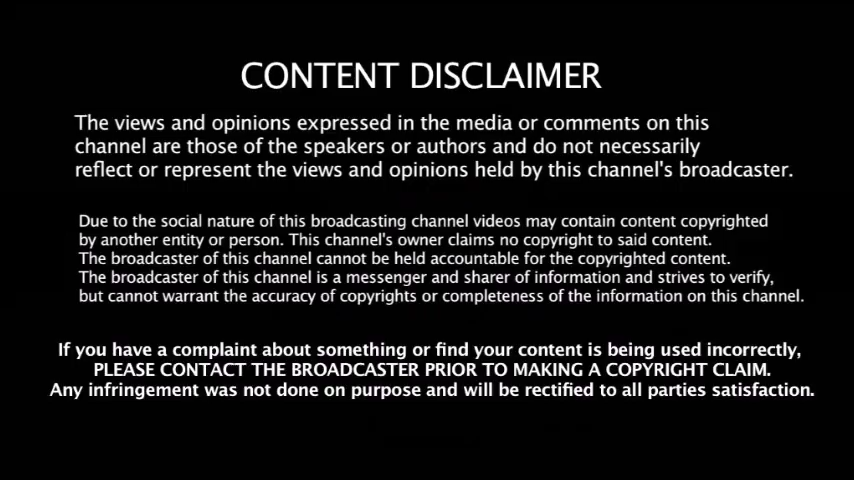 CONTENT DISCLAIMER
The views and opinions expressed in the media or comments on this
channel are those of the speakers or authors and do not necessarily
reflect or represent the views and opinions held by this channel's broadcaster.
Due to the social nature of this broadcasting channel videos may contain content copyrighted
by another entity or person. This channel's owner claims no copyright to said content.
The broadcaster of this channel cannot be held accountable for the copyrighted content.
The broadcaster of this channel is a messenger and sharer of information and strives to verify,
but cannot warrant the accuracy of copyrights or completeness of the information on this channel.
If you have a complaint about something or find your content is being used incorrectly,
PLEASE CONTACT THE BROADCASTER PRIOR TO MAKING A COPYRIGHT CLAIM.
Any infringement was not done on purpose and will be rectified to all parties satisfaction.